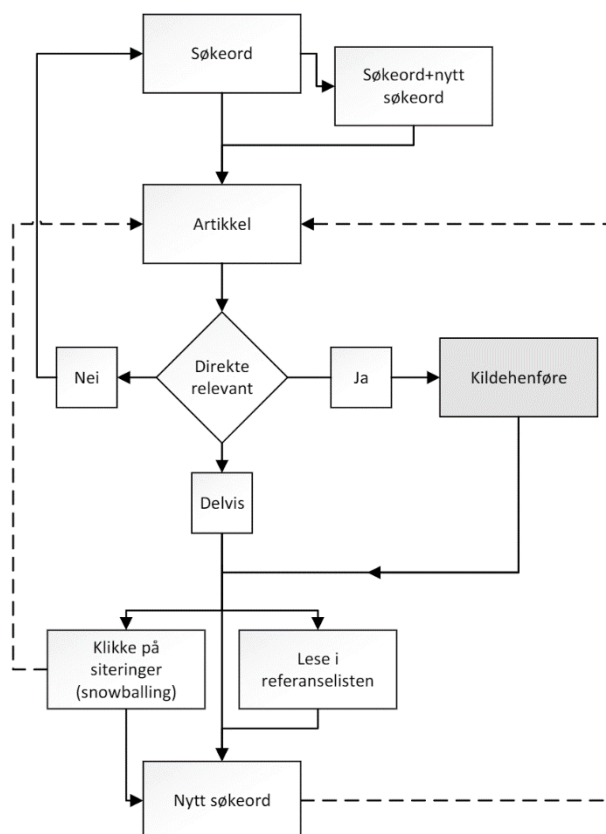 Søkeord
Søkeord+nytt
søkeord
Artikkel
Direkte
relevant
Nei
Ja
Kildehenføre
Delvis
Klikke på
siteringer
(snowballing)
Lese i
referanselisten
Nytt søkeord